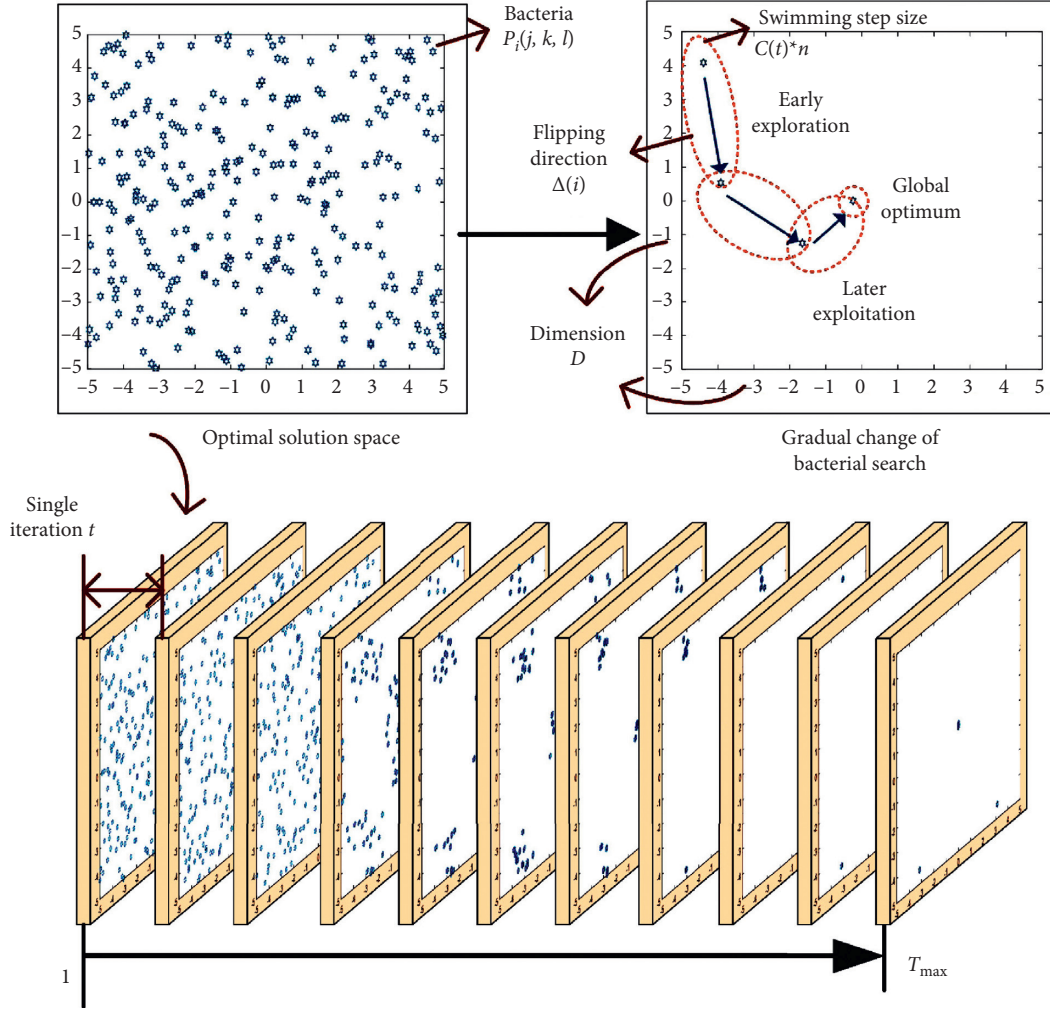 Bacteria
P_i(j, k, l)
5
4
3
2
1
0
−1
−2
−3
−4
−5
−5 −4 −3 −2 −1 0 1 2 3 4 5
Optimal solution space
Swimming step size
C(t)*n
Early
exploration
Flipping
direction
Δ(i)
Global
optimum
Later
exploitation
Dimension
D
5
4
3
2
1
0
−1
−2
−3
−4
−5
−5 −4 −3 −2 −1 0 1 2 3 4 5
Gradual change of
bacterial search
Single
iteration t
1
T_max